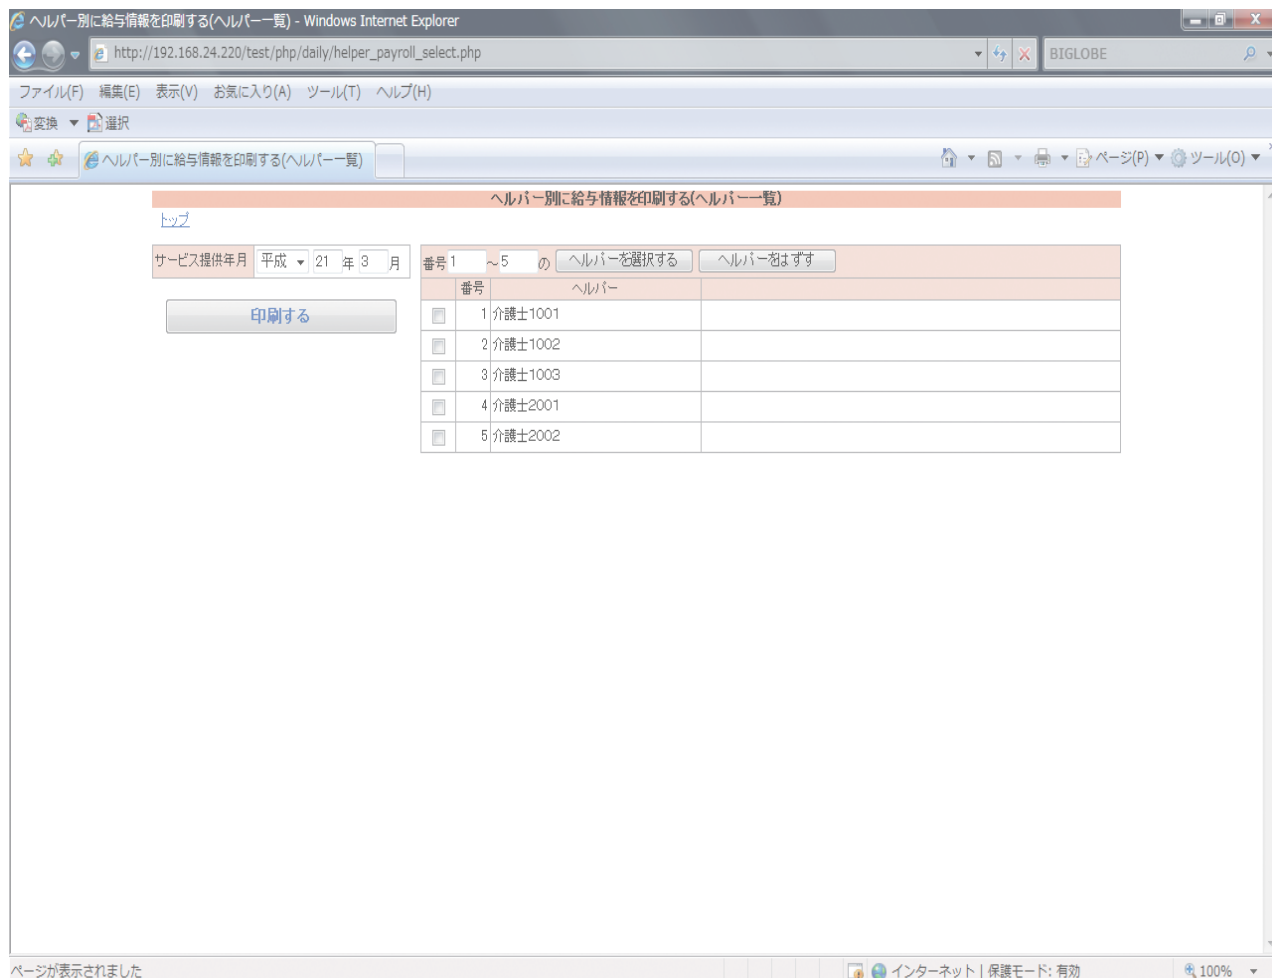 ヘルパー別に給与情報を印刷する(ヘルパー一覧) - Windows Internet Explorer
http://192.168.24.220/test/php/daily/helper_payroll_select.php
BIGLOBE
ファイル(F) 編集(E) 表示(V) お気に入り(A) ツール(T) ヘルプ(H)
変換 選択
ヘルパー別に給与情報を印刷する(ヘルパー一覧)
ページ(P) ツール(O)
ヘルパー別に給与情報を印刷する(ヘルパー一覧)
トップ
サービス提供年月 平成 21 年 3 月
番号 1 ～ 5 の ヘルパーを選択する ヘルパーをはずす
番号 ヘルパー
印刷する
1 介護士1001
2 介護士1002
3 介護士1003
4 介護士2001
5 介護士2002
ページが表示されました
インターネット | 保護モード: 有効
100%